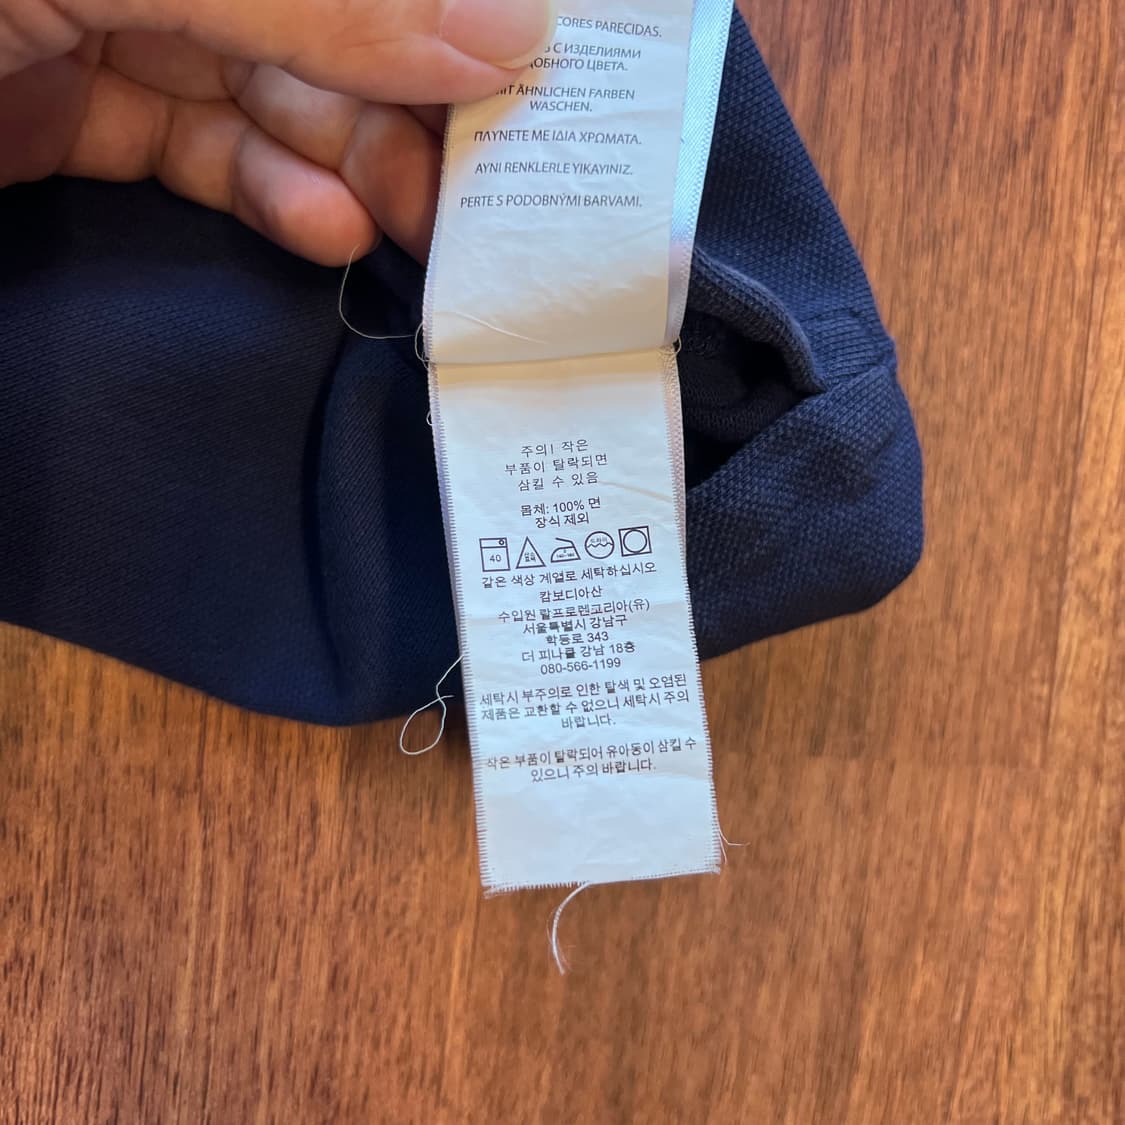 CORES PARECIDAS.
С ИЗДЕЛИЯМИ
ЦВЕТА.
ÄHNLICHEN FARBEN
WASCHEN.
ΠΛΥΝΕΤΕ ΜΕ ΙΔΙΑ ΧΡΩΜΑΤΑ.
AYNI RENKLERLE YIKAYINIZ.
PERTE S PODOBNÝMI BARVAMI.
주의! 작은
부품이 탈락되면
삼킬 수 있음
몸체: 100% 면
장식 제외
40
같은 색상 계열로 세탁하십시오
캄보디아산
수입원 랄프로렌코리아(유)
서울특별시 강남구
학동로 343
더 피나클 강남 18층
080-566-1199
세탁시 부주의로 인한 탈색 및 오염된
제품은 교환할 수 없으니 세탁시 주의
바랍니다.
작은 부품이 탈락되어 유아동이 삼킬 수
있으니 주의 바랍니다.